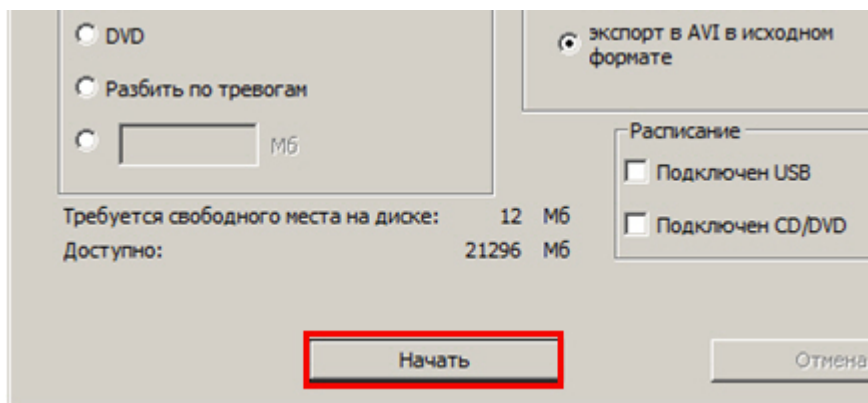 DVD
Разбить по тревогам
Мб
экспорт в AVI в исходном
формате
Расписание
Подключен USB
Подключен CD/DVD
Требуется свободного места на диске: 12 Мб
Доступно: 21296 Мб
Начать
Отмена